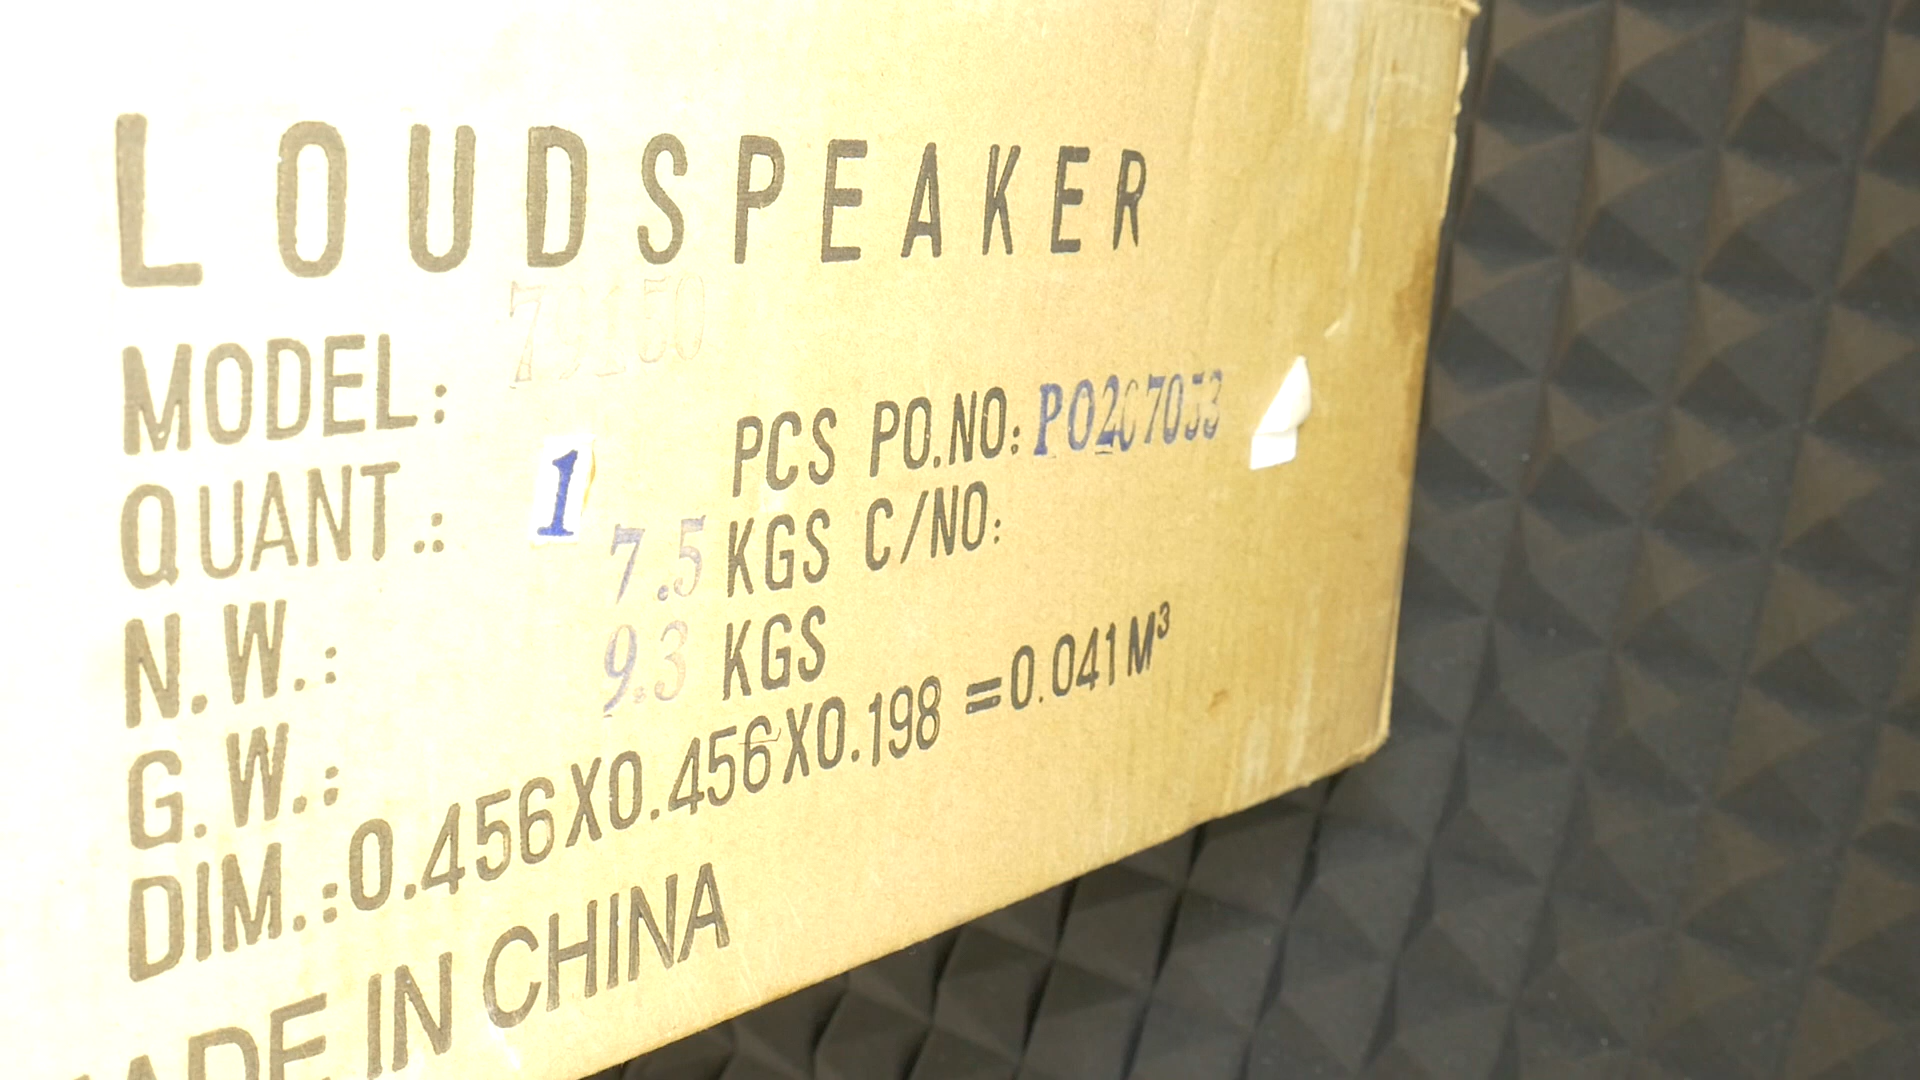 LOUDSPEAKER
MODEL:
QUANT.: 1 PCS PO.NO:
N.W.: 7.5 KGS C/NO:
G.W.: 9.3 KGS
DIM.:0.456X0.456X0.198=0.041M³
MADE IN CHINA